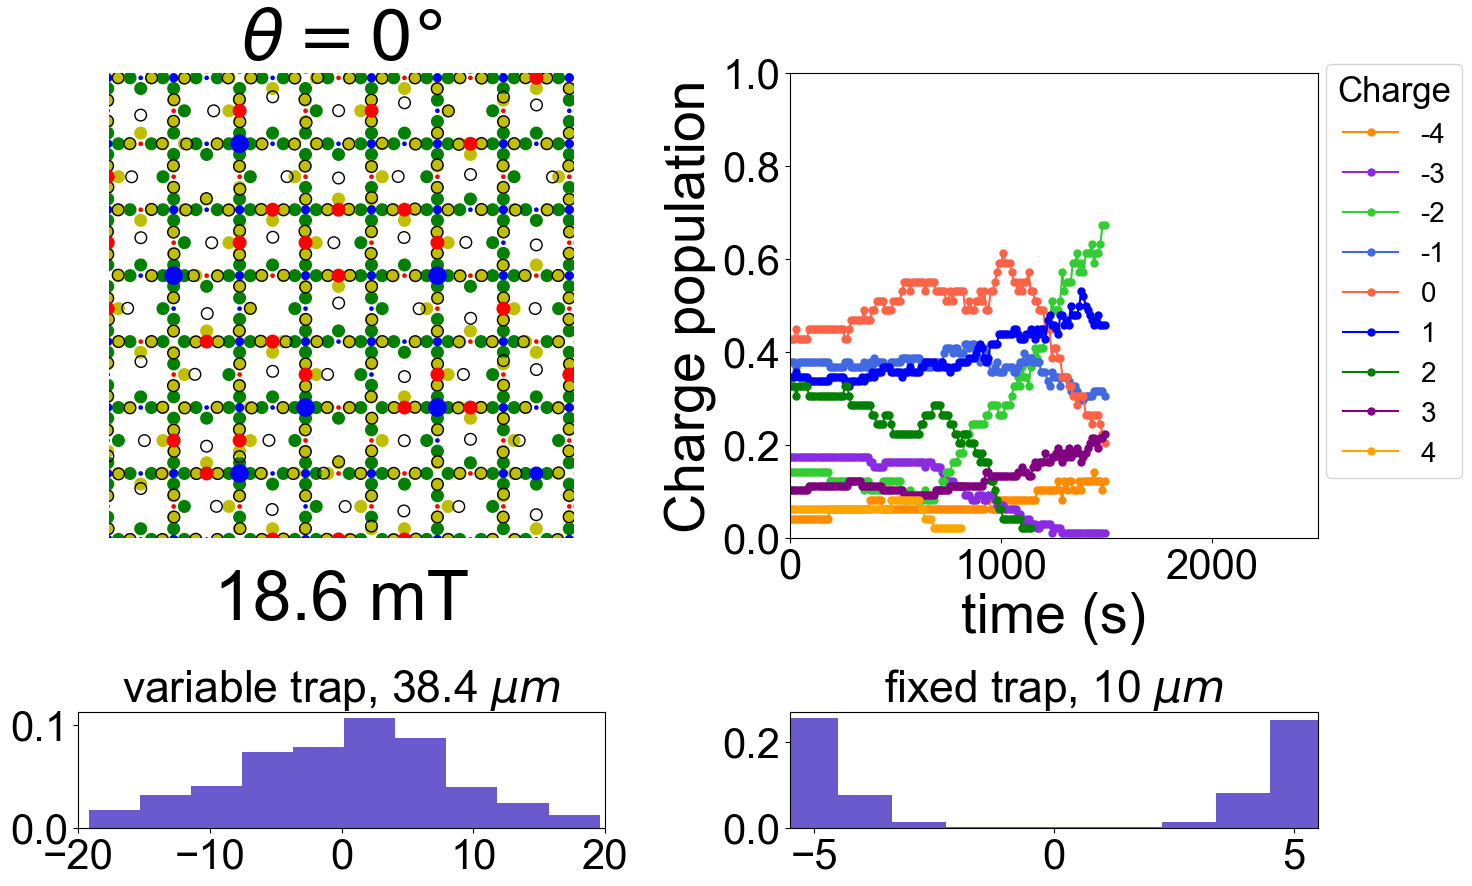 θ = 0°
18.6 mT
Charge population
1.0
0.8
0.6
0.4
0.2
0.0
0 1000 2000
time (s)
Charge
-4
-3
-2
-1
0
1
2
3
4
variable trap, 38.4 μm
0.1
0.0
−20 −10 0 10 20
fixed trap, 10 μm
0.2
0.0
−5 0 5